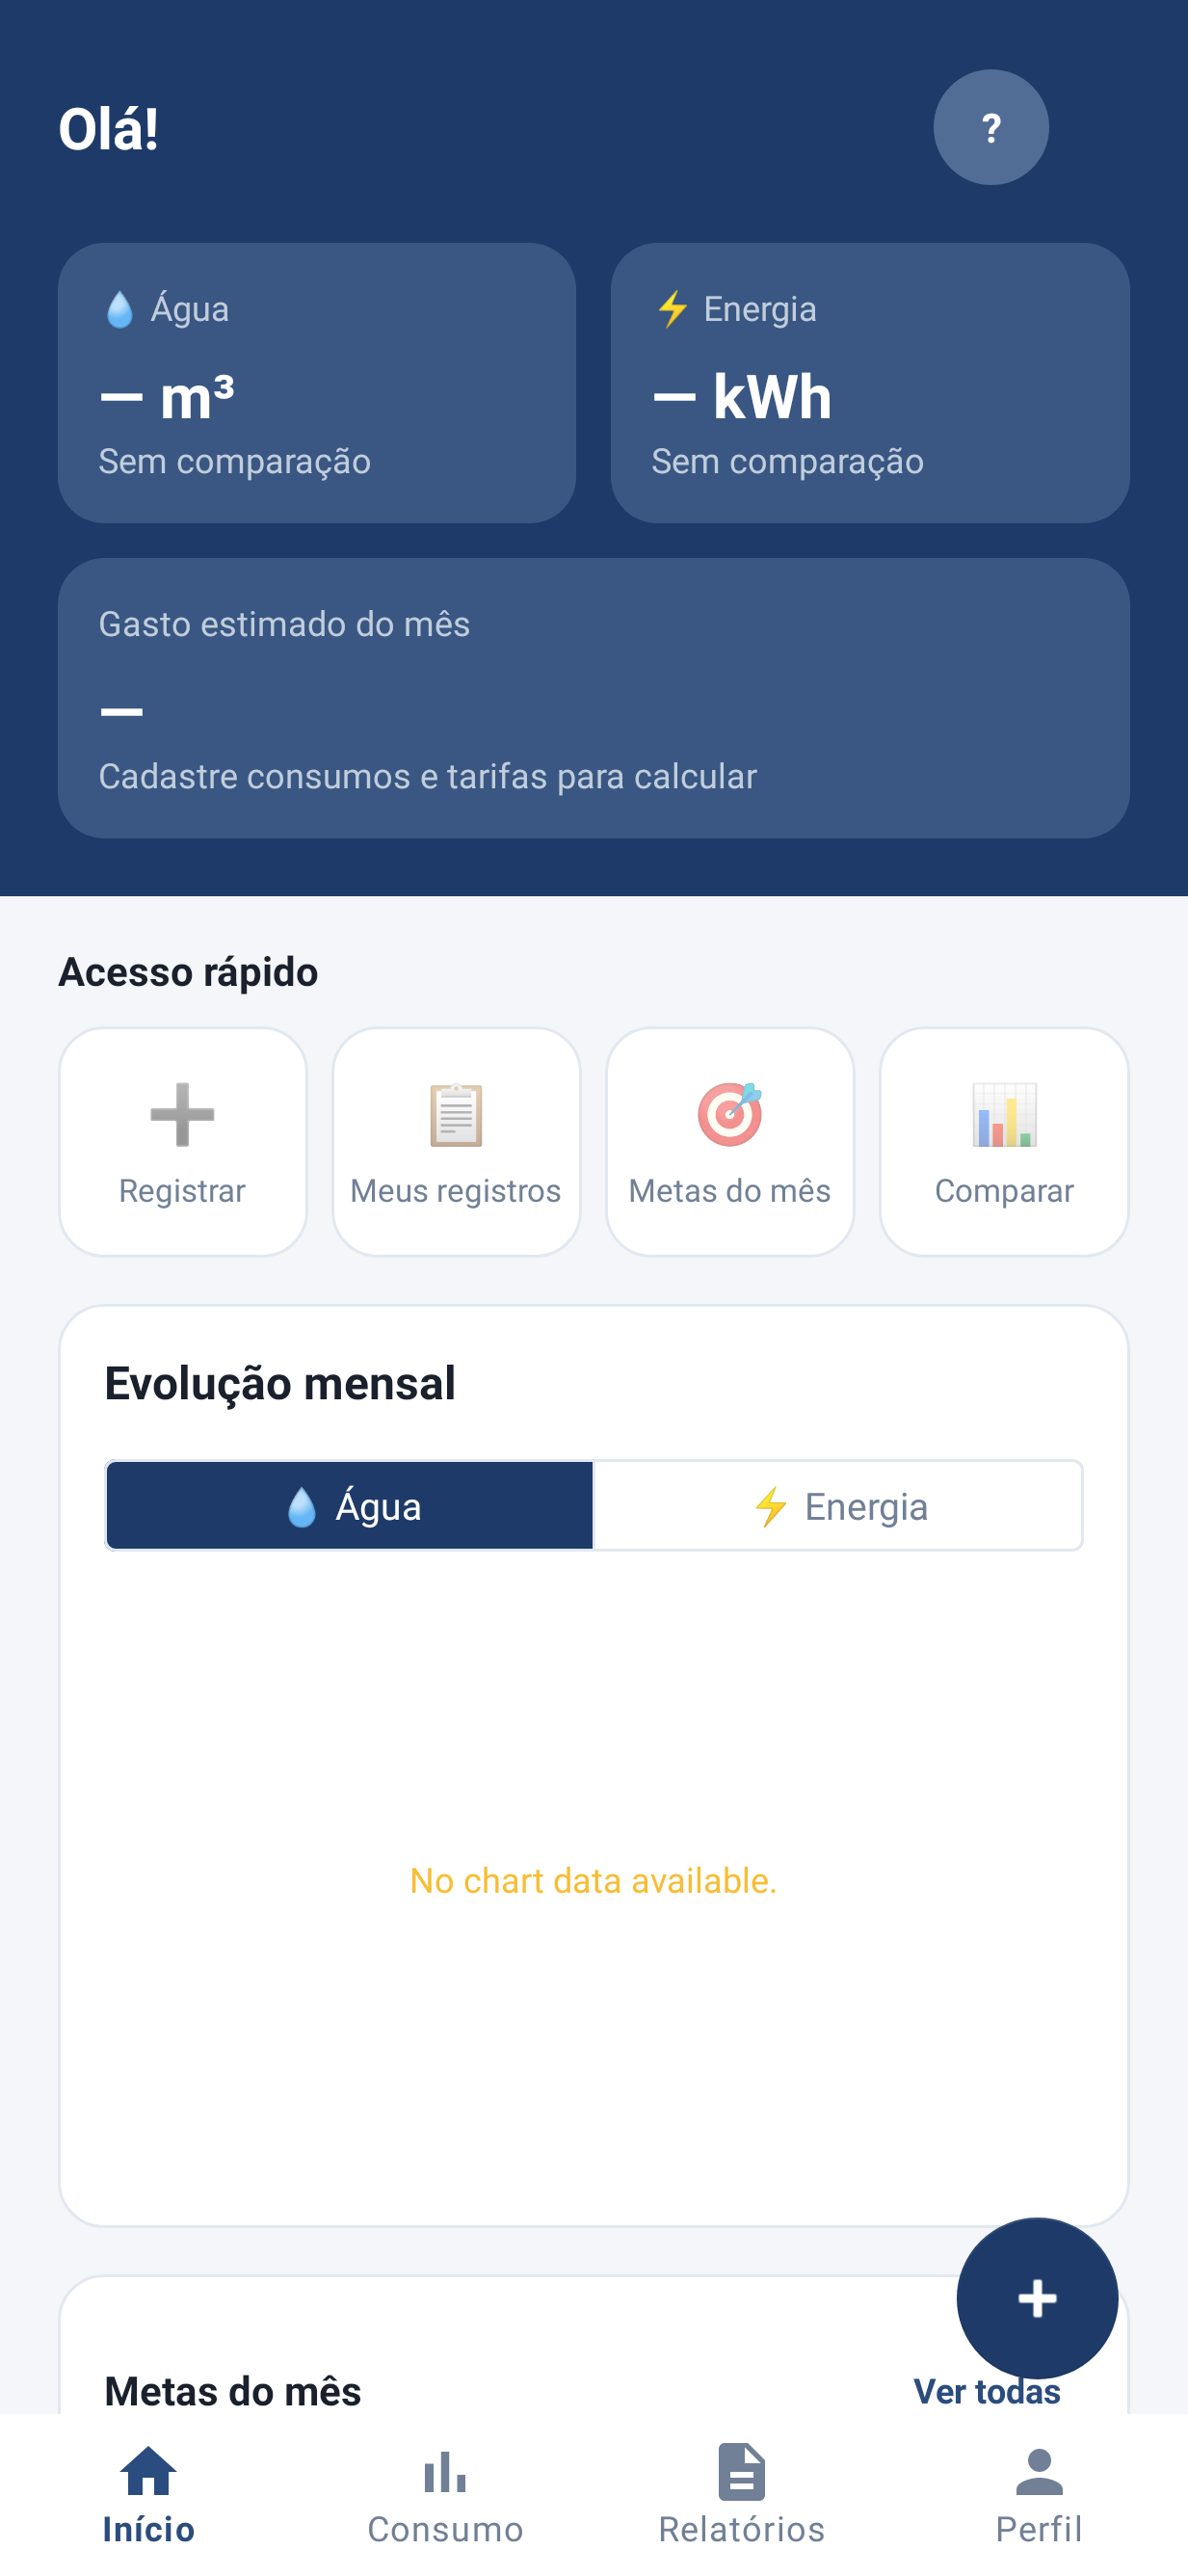 Olá!
?
Água
Energia
— m³
— kWh
Sem comparação
Sem comparação
Gasto estimado do mês
—
Cadastre consumos e tarifas para calcular
Acesso rápido
Registrar
Meus registros
Metas do mês
Comparar
Evolução mensal
Água
Energia
No chart data available.
+
Metas do mês
Ver todas
Início
Consumo
Relatórios
Perfil